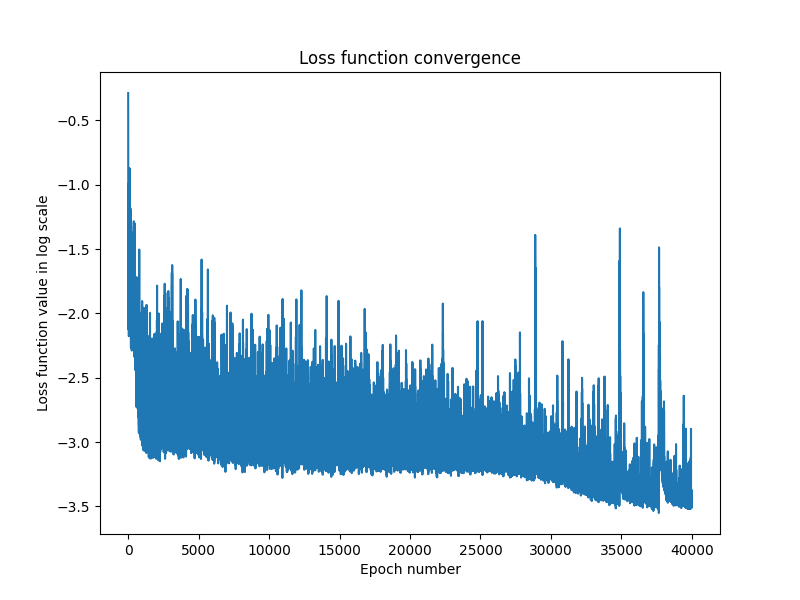 Loss function convergence
Loss function value in log scale
−0.5
−1.0
−1.5
−2.0
−2.5
−3.0
−3.5
0 5000 10000 15000 20000 25000 30000 35000 40000
Epoch number